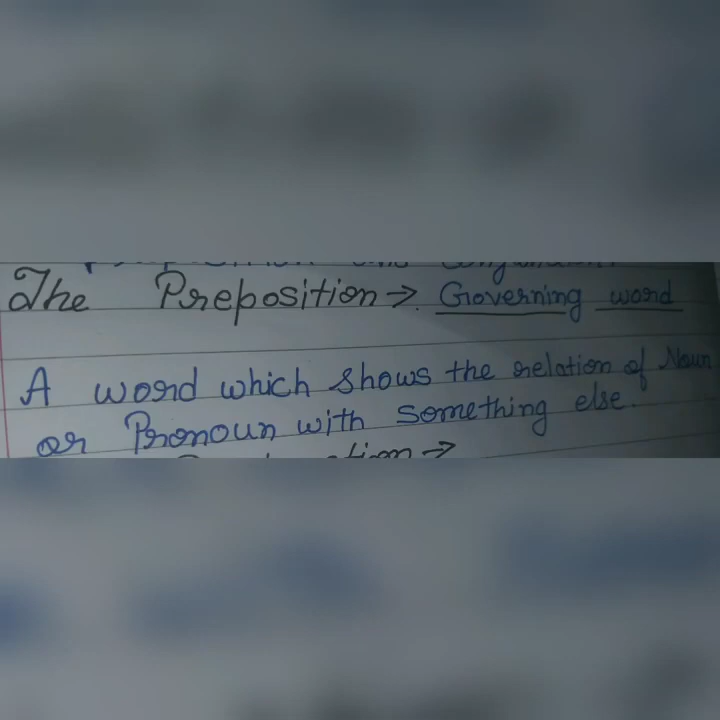 The Preposition → Governing word
A word which shows the relation of Noun
or Pronoun with something else.